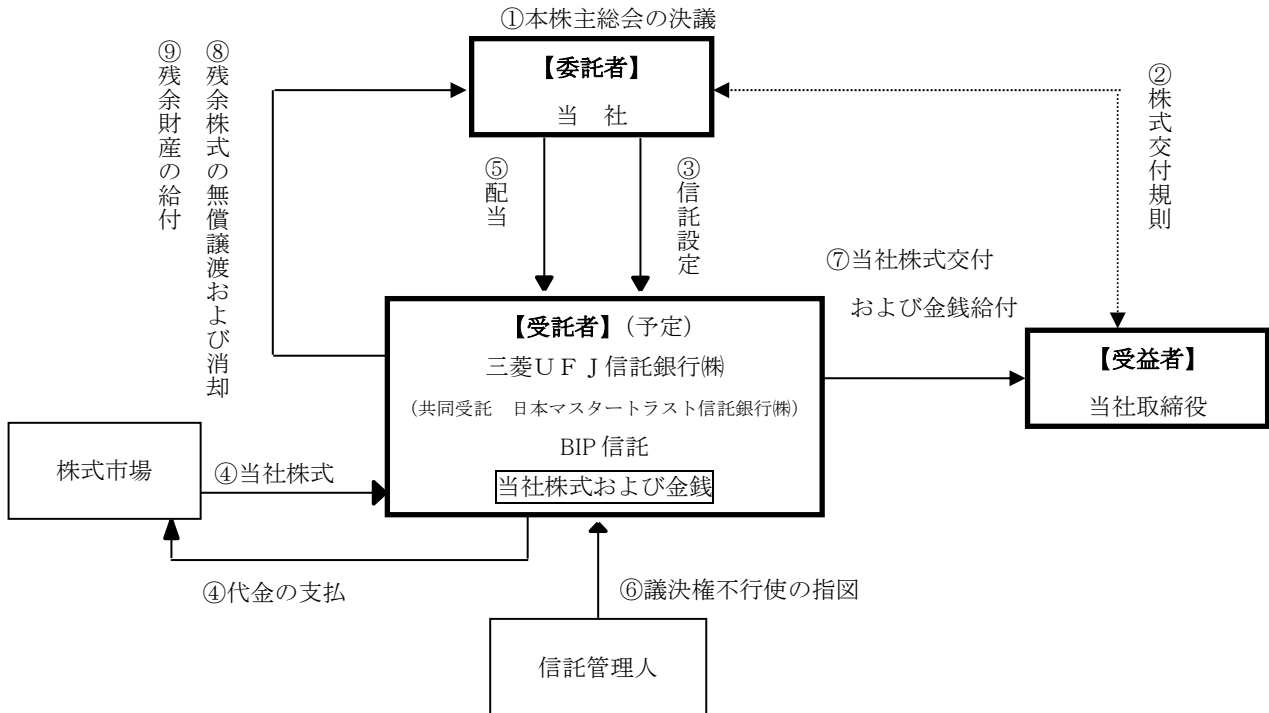 ①本株主総会の決議
【委託者】
当　社
⑨残余財産の給付
⑧残余株式の無償譲渡および消却
②株式交付規則
⑤配当
③信託設定
⑦当社株式交付
および金銭給付
【受託者】(予定)
三菱ＵＦＪ信託銀行㈱
(共同受託　日本マスタートラスト信託銀行㈱)
BIP 信託
当社株式および金銭
【受益者】
当社取締役
株式市場
④当社株式
④代金の支払
⑥議決権不行使の指図
信託管理人